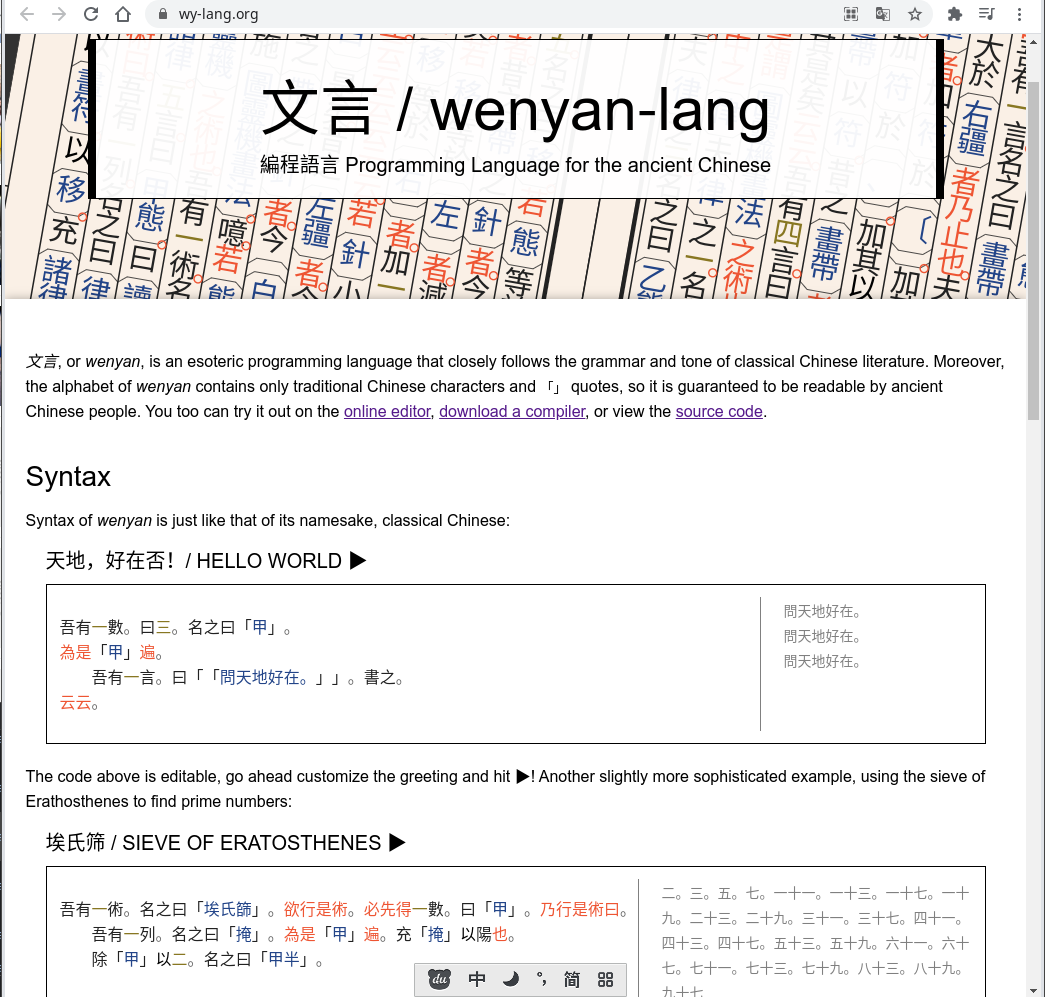 wy-lang.org
文言 / wenyan-lang
編程語言 Programming Language for the ancient Chinese
文言, or wenyan, is an esoteric programming language that closely follows the grammar and tone of classical Chinese literature. Moreover,
the alphabet of wenyan contains only traditional Chinese characters and 「」 quotes, so it is guaranteed to be readable by ancient
Chinese people. You too can try it out on the online editor, download a compiler, or view the source code.
Syntax
Syntax of wenyan is just like that of its namesake, classical Chinese:
天地，好在否！/ HELLO WORLD ▶
吾有一數。曰三。名之曰「甲」。
為是「甲」遍。
吾有一言。曰「「問天地好在。」」。書之。
云云。
問天地好在。
問天地好在。
問天地好在。
The code above is editable, go ahead customize the greeting and hit ▶! Another slightly more sophisticated example, using the sieve of
Erathosthenes to find prime numbers:
埃氏筛 / SIEVE OF ERATOSTHENES ▶
吾有一術。名之曰「埃氏篩」。欲行是術。必先得一數。曰「甲」。乃行是術曰。
吾有一列。名之曰「掩」。為是「甲」遍。充「掩」以陽也。
除「甲」以二。名之曰「甲半」。
二。三。五。七。一十一。一十三。一十七。一十
九。二十三。二十九。三十一。三十七。四十一。
四十三。四十七。五十三。五十九。六十一。六十
七。七十一。七十三。七十九。八十三。八十九。
九十七
du 中 °, 简